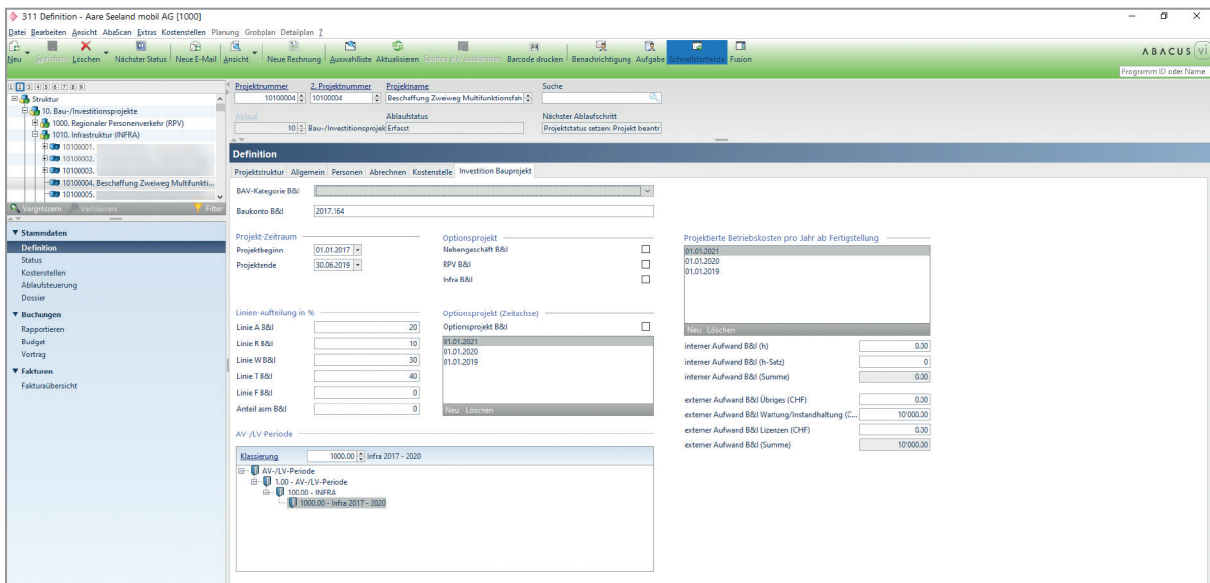 311 Definition - Aare Seeland mobil AG [1000]
Datei Bearbeiten Ansicht AbaScan Extras Kostenstellen Planung Grobplan Detailplan ?
Neu Speichern Löschen Nächster Status Neue E-Mail Ansicht Neue Rechnung Auswahlliste Aktualisieren Barcode drucken Benachrichtigung Aufgabe Schnellstartleiste Fusion
ABACUS vi
Programm ID oder Name
1 2 3 4 5 6 7 8 9
Struktur
10. Bau-/Investitionsprojekte
1000. Regionaler Personenverkehr (RPV)
1010. Infrastruktur (INFRA)
10100001.
10100002.
10100003.
10100004. Beschaffung Zweiweg Multifunkti...
10100005.
Vergrössern Verkleinern Filter
Stammdaten
Definition
Status
Kostenstellen
Ablaufsteuerung
Dossier
Buchungen
Rapportieren
Budget
Vortrag
Fakturen
Fakturaübersicht
Projektnummer 2. Projektnummer Projektname Suche
10100004 10100004 Beschaffung Zweiweg Multifunktionsfah
Ablauf Ablaufstatus Nächster Ablaufschritt
10 Bau-/Investitionsprojek Erfasst Projektstatus setzen: Projekt beantr
Definition
Projektstruktur Allgemein Personen Abrechnen Kostenstelle Investition Bauprojekt
BAV-Kategorie B&I
Baukonto B&I 2017.164
Projekt-Zeitraum
Projektbeginn 01.01.2017
Projektende 30.06.2019
Optionsprojekt
Nebengeschäft B&I
RPV B&I
Infra B&I
Projektierte Betriebskosten pro Jahr ab Fertigstellung
01.01.2021
01.01.2020
01.01.2019
Neu Löschen
Linien-Aufteilung in %
Linie A B&I 20
Linie R B&I 10
Linie W B&I 30
Linie T B&I 40
Linie F B&I 0
Anteil asm B&I 0
Optionsprojekt (Zeitachse)
Optionsprojekt B&I
01.01.2021
01.01.2020
01.01.2019
Neu Löschen
interner Aufwand B&I (h) 0.00
interner Aufwand B&I (h-Satz) 0
interner Aufwand B&I (Summe) 0.00
externer Aufwand B&I Übriges (CHF) 0.00
externer Aufwand B&I Wartung/Instandhaltung (C... 10'000.00
externer Aufwand B&I Lizenzen (CHF) 0.00
externer Aufwand B&I (Summe) 10'000.00
AV-/LV-Periode
Klassierung 1000.00 Infra 2017 - 2020
AV-/LV-Periode
1.00 - AV-/LV-Periode
100.00 - INFRA
1000.00 - Infra 2017 - 2020